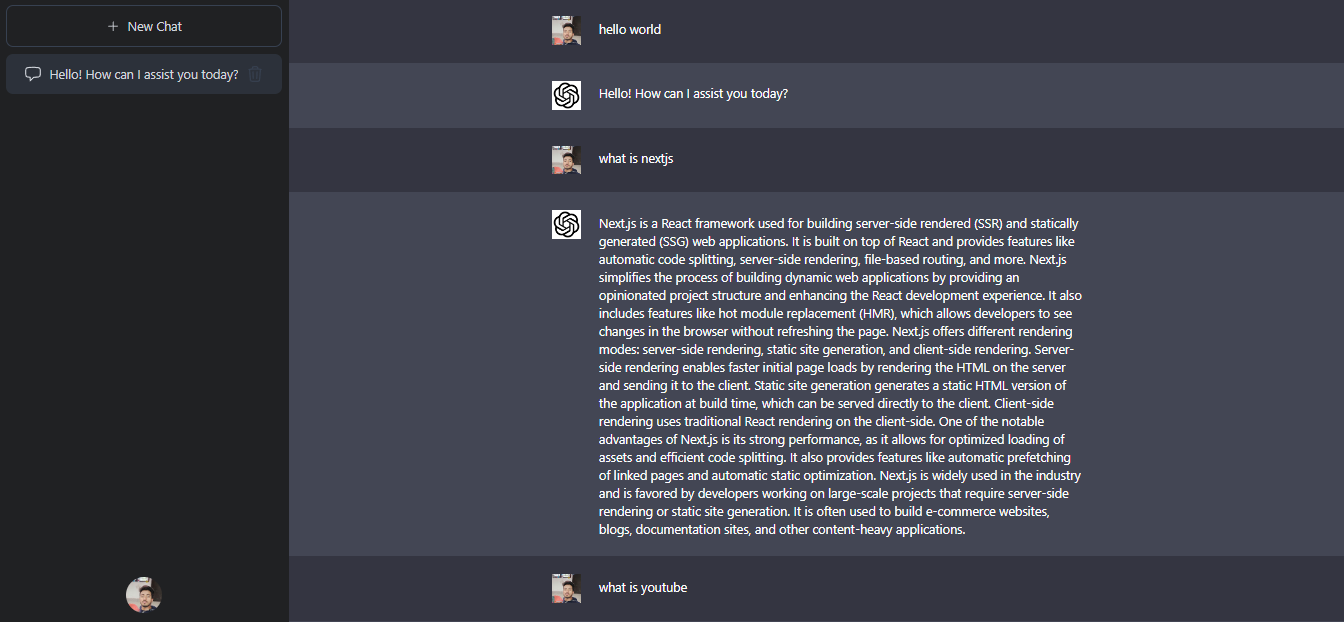 New Chat
Hello! How can I assist you today?
hello world
Hello! How can I assist you today?
what is nextjs
Next.js is a React framework used for building server-side rendered (SSR) and statically
generated (SSG) web applications. It is built on top of React and provides features like
automatic code splitting, server-side rendering, file-based routing, and more. Next.js
simplifies the process of building dynamic web applications by providing an
opinionated project structure and enhancing the React development experience. It also
includes features like hot module replacement (HMR), which allows developers to see
changes in the browser without refreshing the page. Next.js offers different rendering
modes: server-side rendering, static site generation, and client-side rendering. Server-
side rendering enables faster initial page loads by rendering the HTML on the server
and sending it to the client. Static site generation generates a static HTML version of
the application at build time, which can be served directly to the client. Client-side
rendering uses traditional React rendering on the client-side. One of the notable
advantages of Next.js is its strong performance, as it allows for optimized loading of
assets and efficient code splitting. It also provides features like automatic prefetching
of linked pages and automatic static optimization. Next.js is widely used in the industry
and is favored by developers working on large-scale projects that require server-side
rendering or static site generation. It is often used to build e-commerce websites,
blogs, documentation sites, and other content-heavy applications.
what is youtube